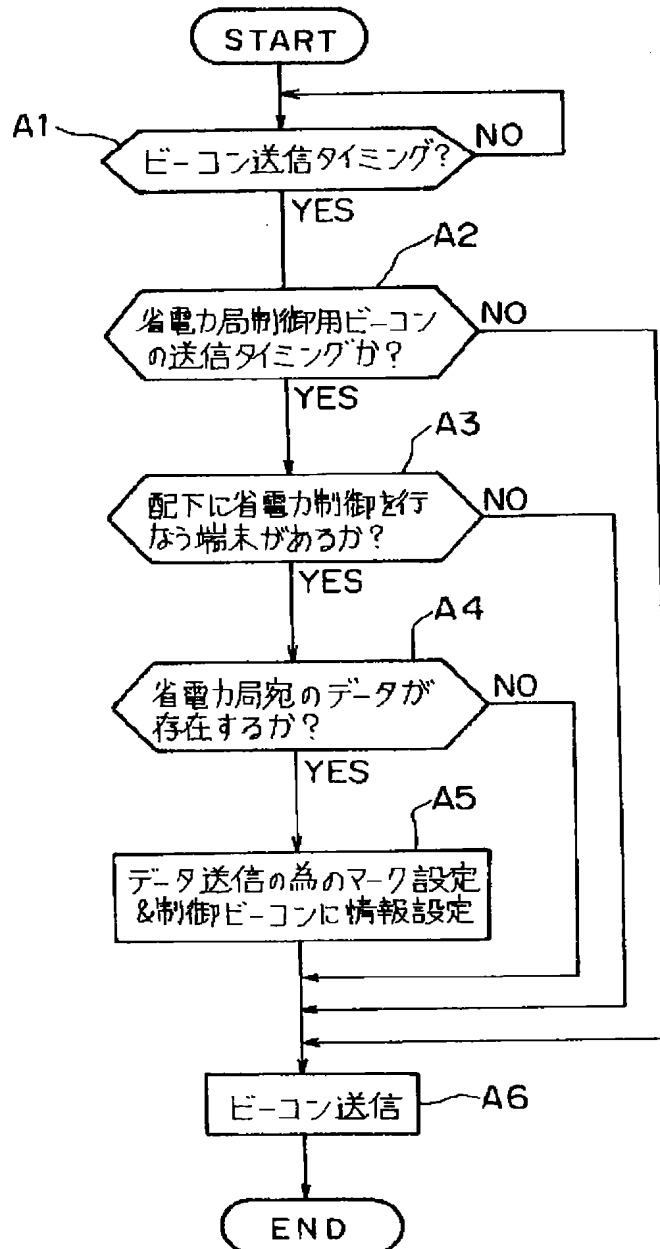 START
A1
ビーコン送信タイミング?
NO
YES
A2
省電力局制御用ビーコン
の送信タイミングか?
NO
YES
A3
配下に省電力制御を行
なう端末があるか?
NO
YES
A4
省電力局宛のデータが
存在するか?
NO
YES
A5
データ送信の為のマーク設定
&制御ビーコンに情報設定
ビーコン送信
A6
END